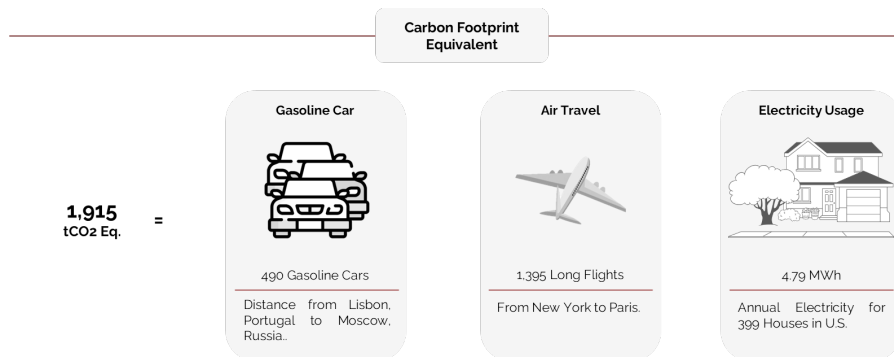 Carbon Footprint
Equivalent
Gasoline Car
Air Travel
Electricity Usage
1,915
tCO2 Eq.
=
490 Gasoline Cars
1,395 Long Flights
4.79 MWh
Distance from Lisbon,
Portugal to Moscow,
Russia..
From New York to Paris.
Annual Electricity for
399 Houses in U.S.